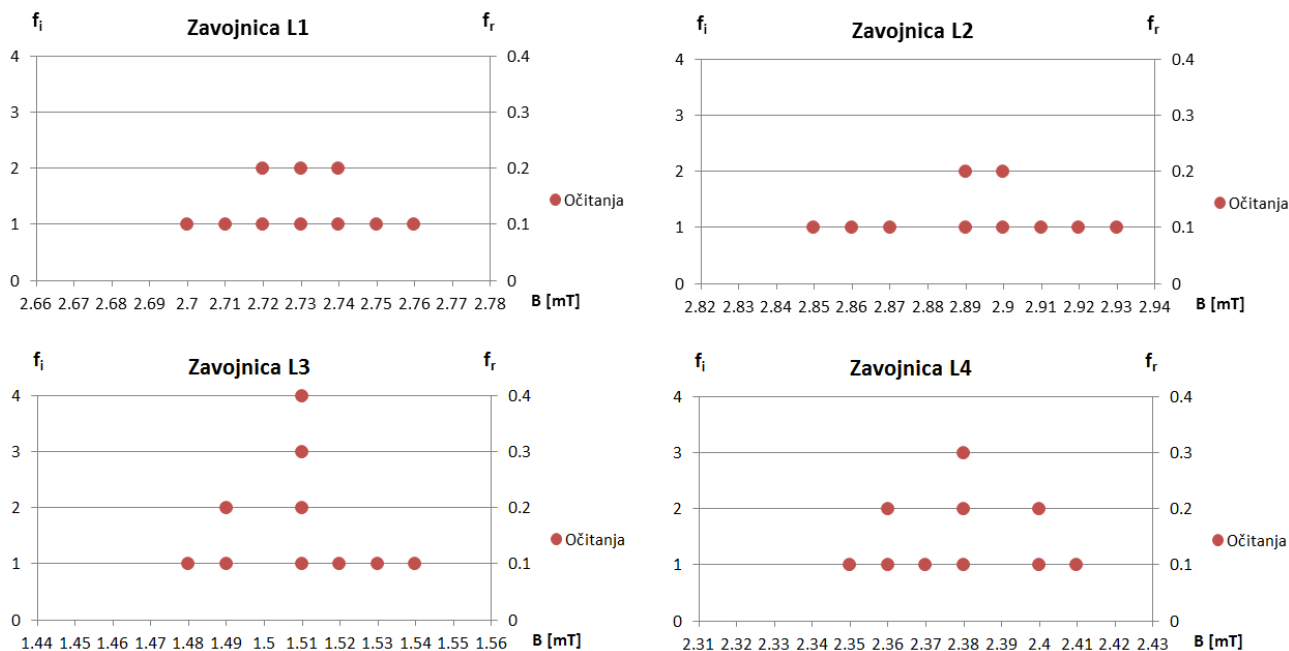 fi Zavojnica L1 fr
4 0.4
3 0.3
2 0.2
Očitanja
1 0.1
0 0
2.66 2.67 2.68 2.69 2.7 2.71 2.72 2.73 2.74 2.75 2.76 2.77 2.78 B [mT]
fi Zavojnica L2 fr
4 0.4
3 0.3
2 0.2
Očitanja
1 0.1
0 0
2.82 2.83 2.84 2.85 2.86 2.87 2.88 2.89 2.9 2.91 2.92 2.93 2.94 B [mT]
fi Zavojnica L3 fr
4 0.4
3 0.3
2 0.2
Očitanja
1 0.1
0 0
1.44 1.45 1.46 1.47 1.48 1.49 1.5 1.51 1.52 1.53 1.54 1.55 1.56 B [mT]
fi Zavojnica L4 fr
4 0.4
3 0.3
2 0.2
Očitanja
1 0.1
0 0
2.31 2.32 2.33 2.34 2.35 2.36 2.37 2.38 2.39 2.4 2.41 2.42 2.43 B [mT]